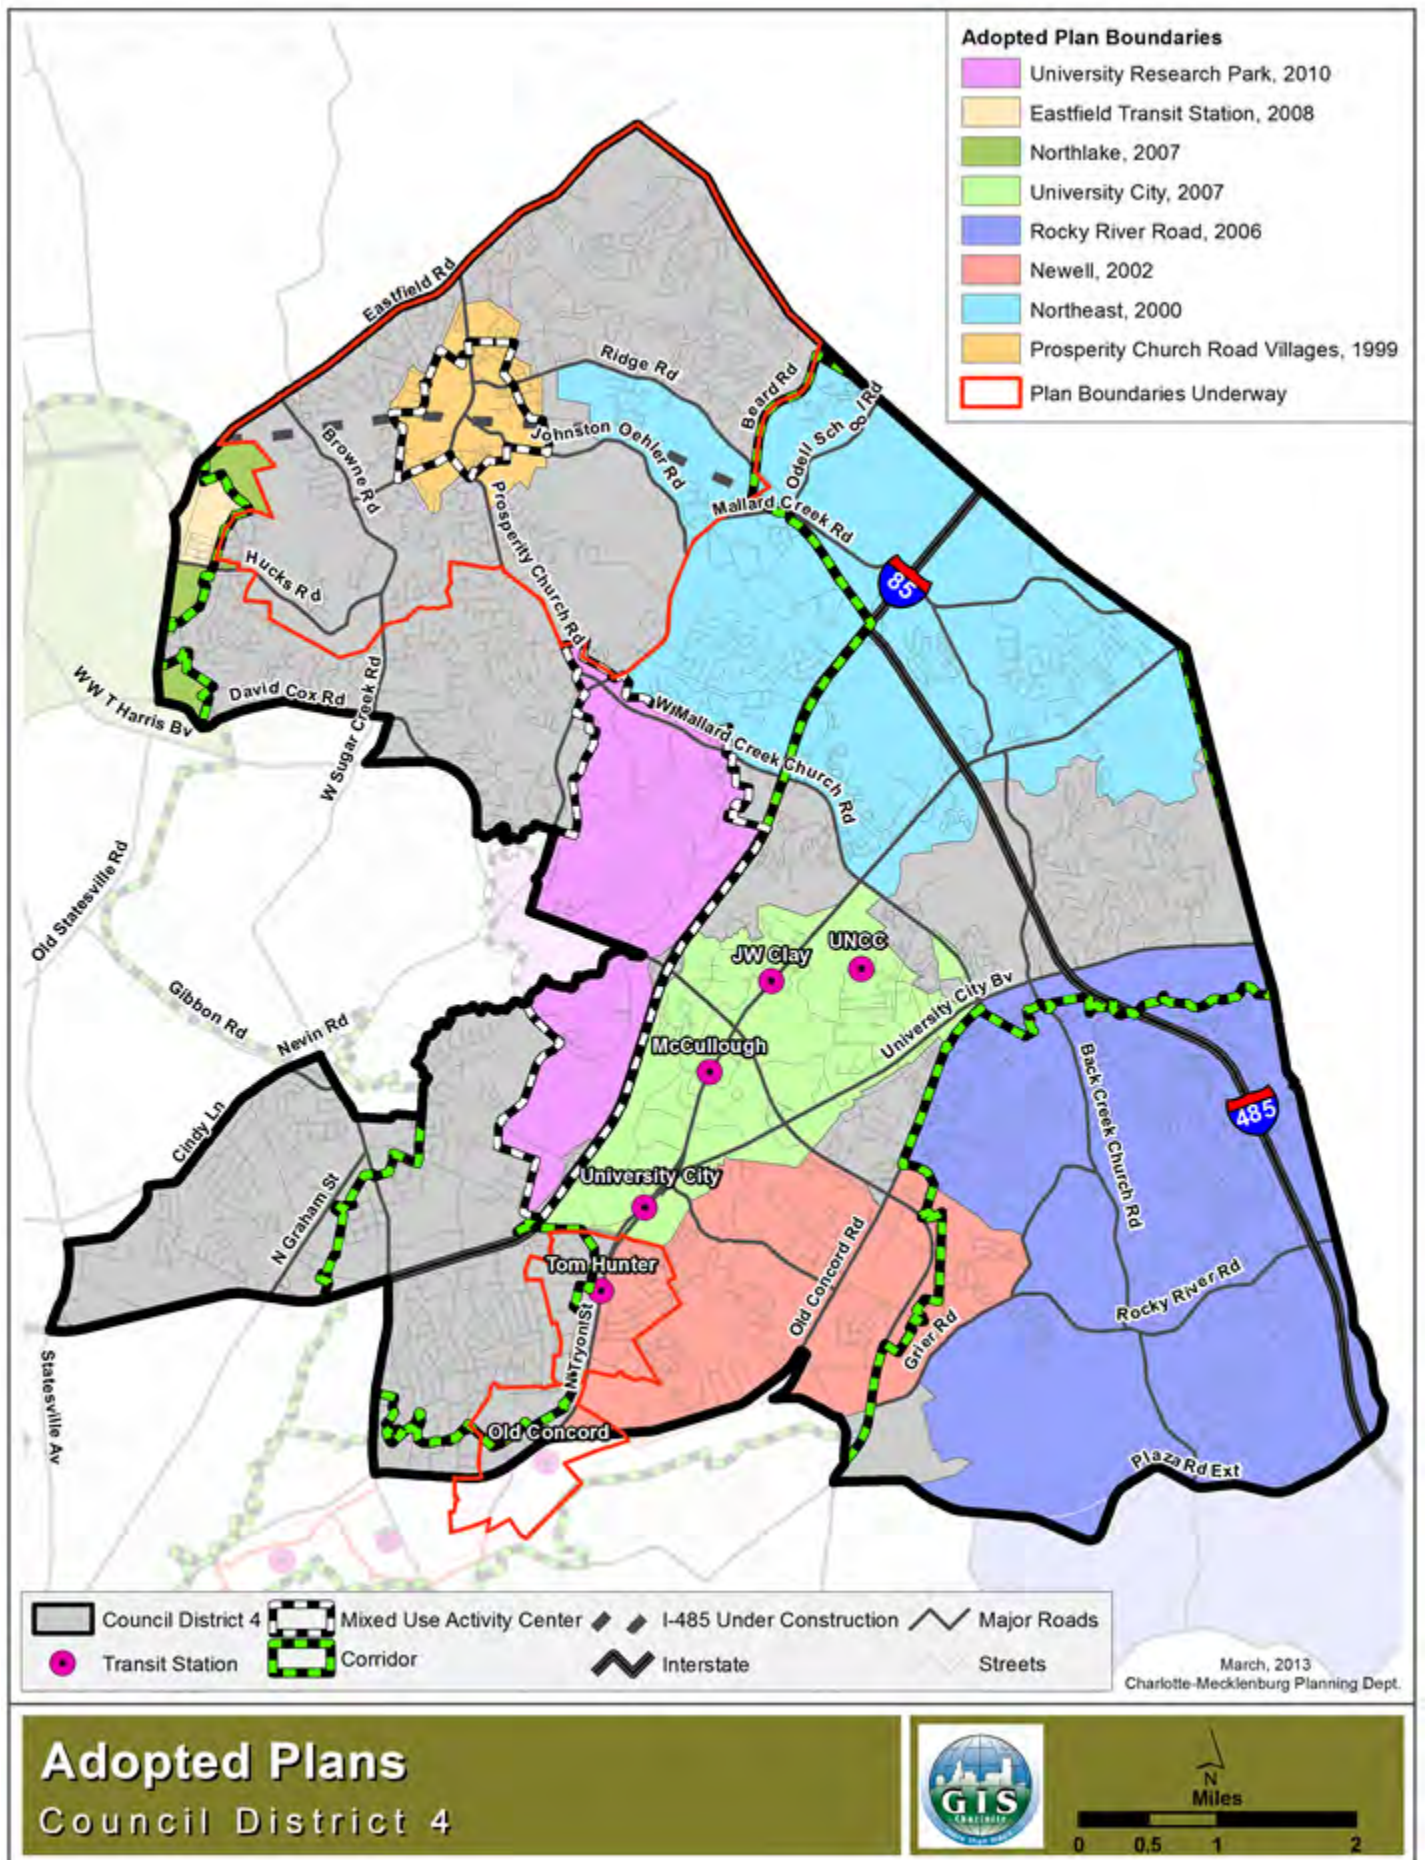 Adopted Plan Boundaries
University Research Park, 2010
Eastfield Transit Station, 2008
Northlake, 2007
University City, 2007
Rocky River Road, 2006
Newell, 2002
Northeast, 2000
Prosperity Church Road Villages, 1999
Plan Boundaries Underway
Eastfield Rd
Ridge Rd
Beard Rd
Odell School Rd
Johnston Oehler Rd
Browne Rd
Mallard Creek Rd
Prosperity Church Rd
Hucks Rd
85
W W T Harris Bv
David Cox Rd
W Sugar Creek Rd
W Mallard Creek Church Rd
Old Statesville Rd
JW Clay
UNCC
Gibbon Rd
Nevin Rd
University City Bv
McCullough
Back Creek Church Rd
485
Cindy Ln
University City
N Graham St
Tom Hunter
Old Concord Rd
Rocky River Rd
Grier Rd
N Tryon St
Statesville Av
Old Concord
Plaza Rd Ext
Council District 4
Mixed Use Activity Center
I-485 Under Construction
Major Roads
Transit Station
Corridor
Interstate
Streets
March, 2013
Charlotte-Mecklenburg Planning Dept.
Adopted Plans
Council District 4
GIS
Charlotte
N
Miles
0 0.5 1 2